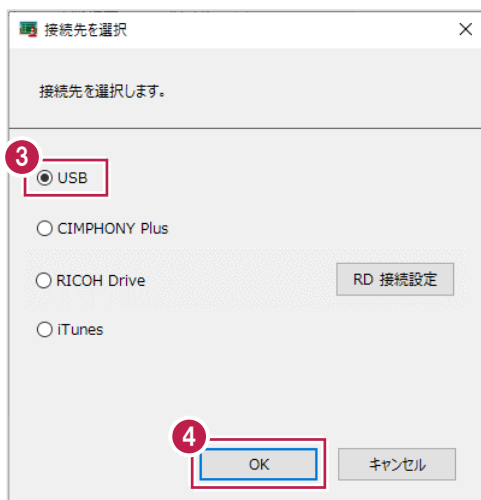 接続先を選択
接続先を選択します。
3
USB
CIMPHONY Plus
RICOH Drive
RD 接続設定
iTunes
4
OK
キャンセル